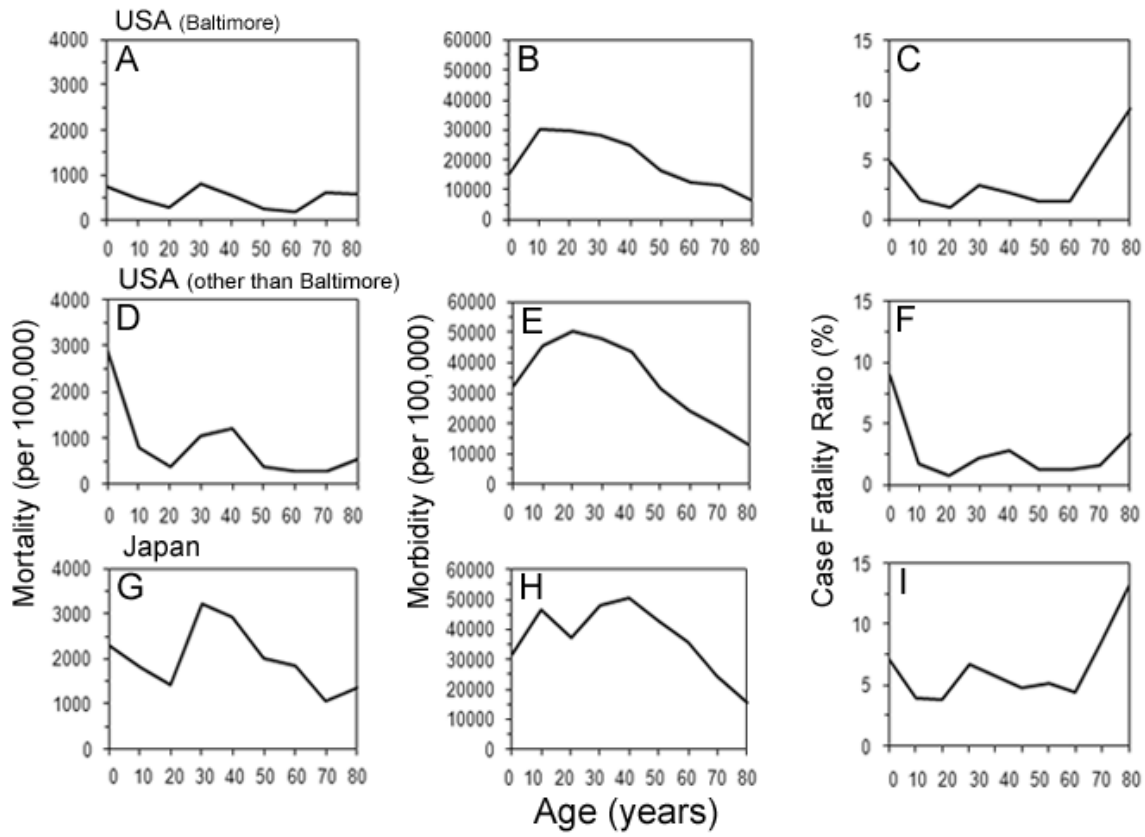 USA (Baltimore)
A
4000
3000
2000
1000
0
0 10 20 30 40 50 60 70 80
B
60000
50000
40000
30000
20000
10000
0
0 10 20 30 40 50 60 70 80
C
15
10
5
0
0 10 20 30 40 50 60 70 80
USA (other than Baltimore)
D
4000
3000
2000
1000
0
0 10 20 30 40 50 60 70 80
E
60000
50000
40000
30000
20000
10000
0
0 10 20 30 40 50 60 70 80
F
15
10
5
0
0 10 20 30 40 50 60 70 80
Japan
G
4000
3000
2000
1000
0
0 10 20 30 40 50 60 70 80
H
60000
50000
40000
30000
20000
10000
0
0 10 20 30 40 50 60 70 80
I
15
10
5
0
0 10 20 30 40 50 60 70 80
Mortality (per 100,000)
Morbidity (per 100,000)
Case Fatality Ratio (%)
Age (years)